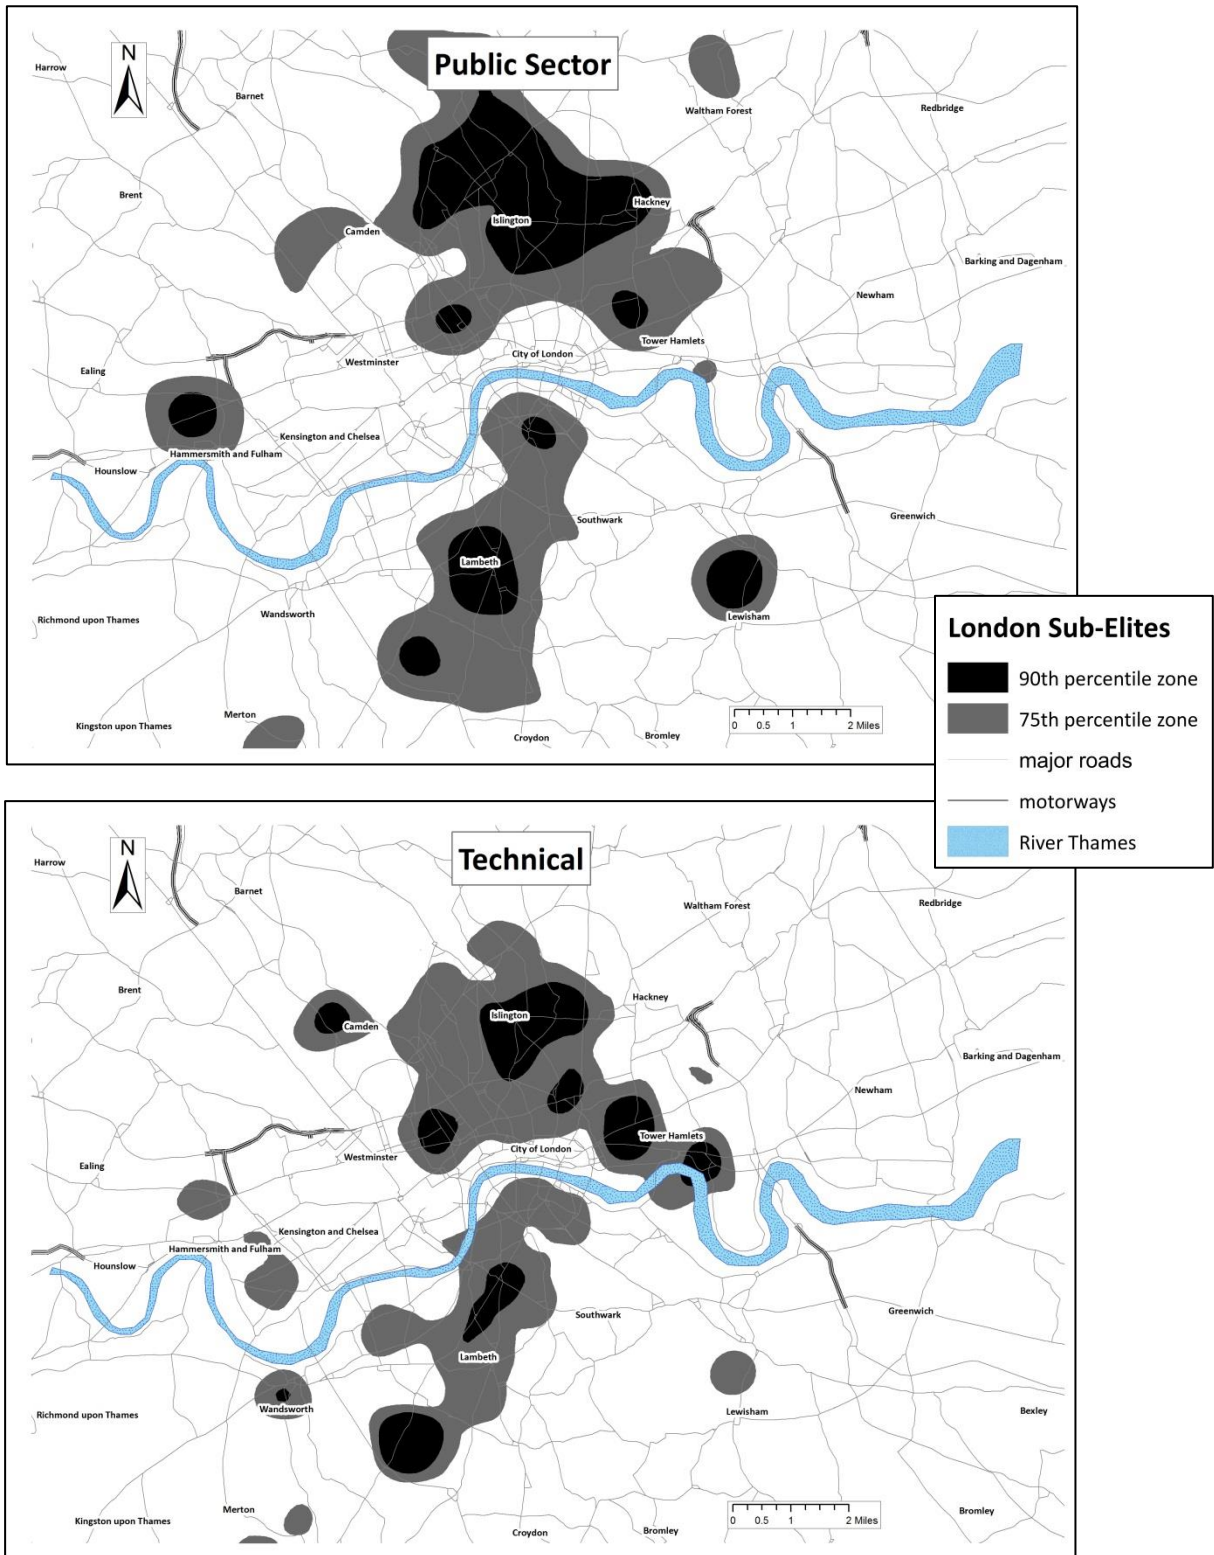 Public Sector
N
Harrow
Barnet
Waltham Forest
Redbridge
Brent
Hackney
Islington
Camden
Barking and Dagenham
Newham
Tower Hamlets
City of London
Westminster
Ealing
Kensington and Chelsea
Hammersmith and Fulham
Hounslow
Southwark
Greenwich
Lambeth
Wandsworth
Lewisham
Richmond upon Thames
Merton
Kingston upon Thames
Croydon
Bromley
0 0.5 1 2 Miles
London Sub-Elites
90th percentile zone
75th percentile zone
major roads
motorways
River Thames
Technical
N
Harrow
Barnet
Waltham Forest
Redbridge
Brent
Hackney
Islington
Camden
Barking and Dagenham
Newham
Tower Hamlets
City of London
Westminster
Ealing
Kensington and Chelsea
Hammersmith and Fulham
Hounslow
Southwark
Greenwich
Lambeth
Wandsworth
Lewisham
Bexley
Richmond upon Thames
Merton
Kingston upon Thames
Croydon
Bromley
Bromley
0 0.5 1 2 Miles